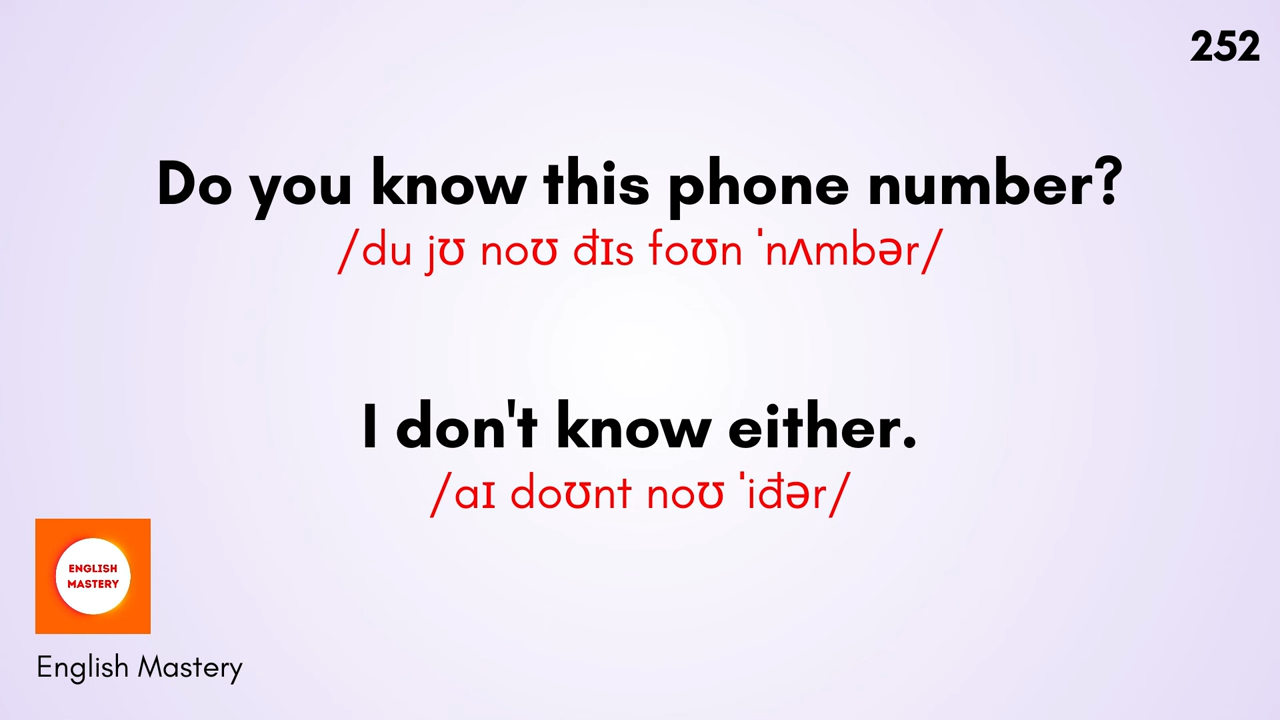 252
Do you know this phone number?
/du jʊ noʊ đɪs foʊn ˈnʌmbər/
I don't know either.
/aɪ doʊnt noʊ ˈiđər/
ENGLISH
MASTERY
English Mastery